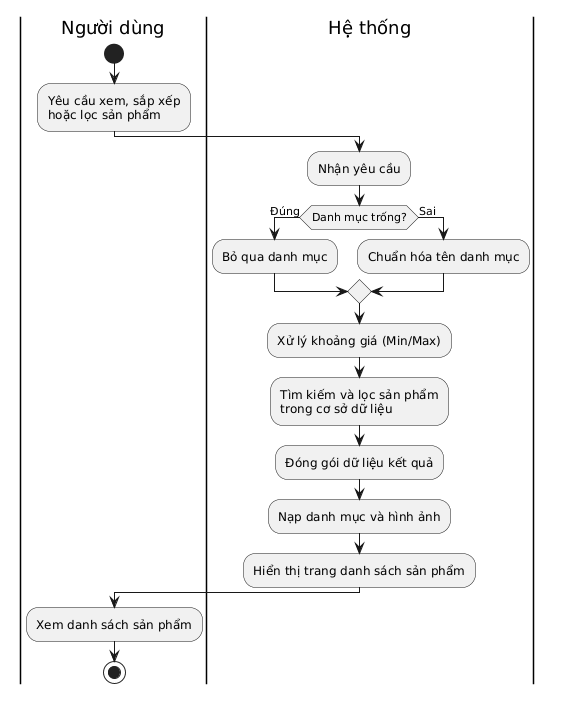 Người dùng
Hệ thống
Yêu cầu xem, sắp xếp
hoặc lọc sản phẩm
Nhận yêu cầu
Đúng
Danh mục trống?
Sai
Bỏ qua danh mục
Chuẩn hóa tên danh mục
Xử lý khoảng giá (Min/Max)
Tìm kiếm và lọc sản phẩm
trong cơ sở dữ liệu
Đóng gói dữ liệu kết quả
Nạp danh mục và hình ảnh
Hiển thị trang danh sách sản phẩm
Xem danh sách sản phẩm